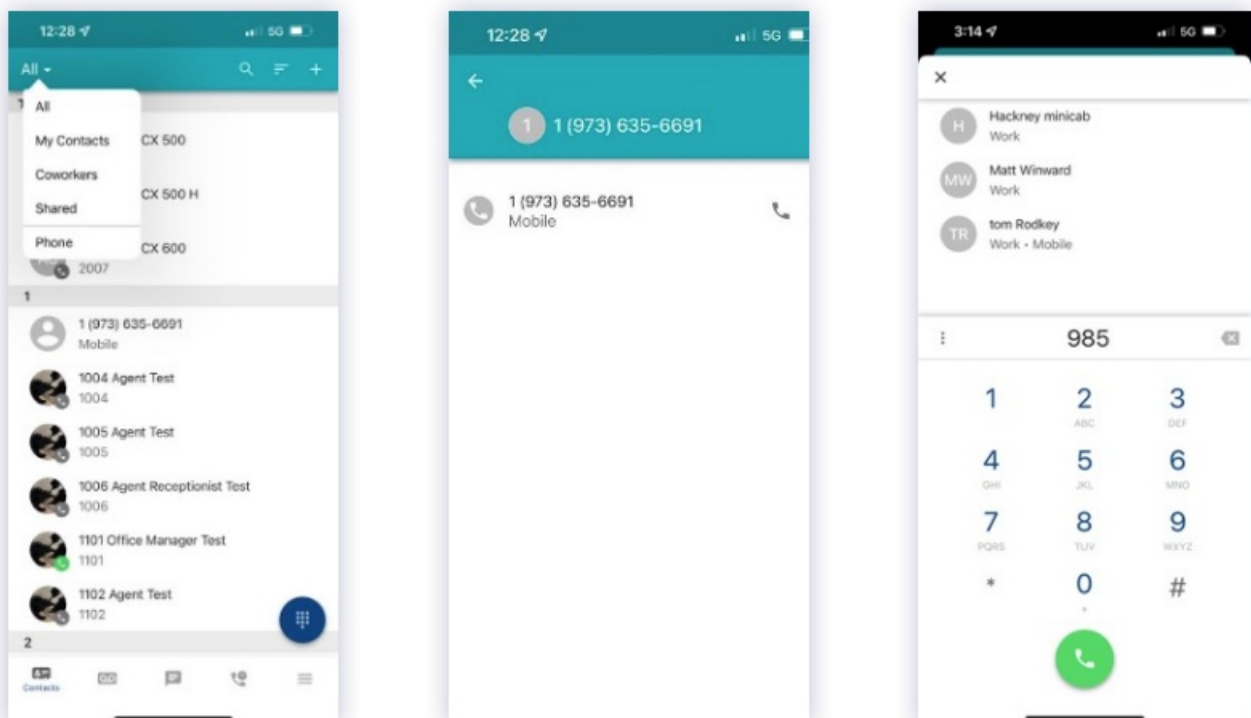 12:28
5G
All
All
My Contacts
CX 500
Coworkers
CX 500 H
Shared
Phone
CX 600
2007
1
1 (973) 635-6691
Mobile
1004 Agent Test
1004
1005 Agent Test
1005
1006 Agent Receptionist Test
1006
1101 Office Manager Test
1101
1102 Agent Test
1102
2
Contacts
12:28
5G
1
1 (973) 635-6691
1 (973) 635-6691
Mobile
3:14
5G
H
Hackney minicab
Work
MW
Matt Winward
Work
TR
tom Rodkey
Work • Mobile
985
1
2
ABC
3
DEF
4
GHI
5
JKL
6
MNO
7
PQRS
8
TUV
9
WXYZ
*
0
+
#